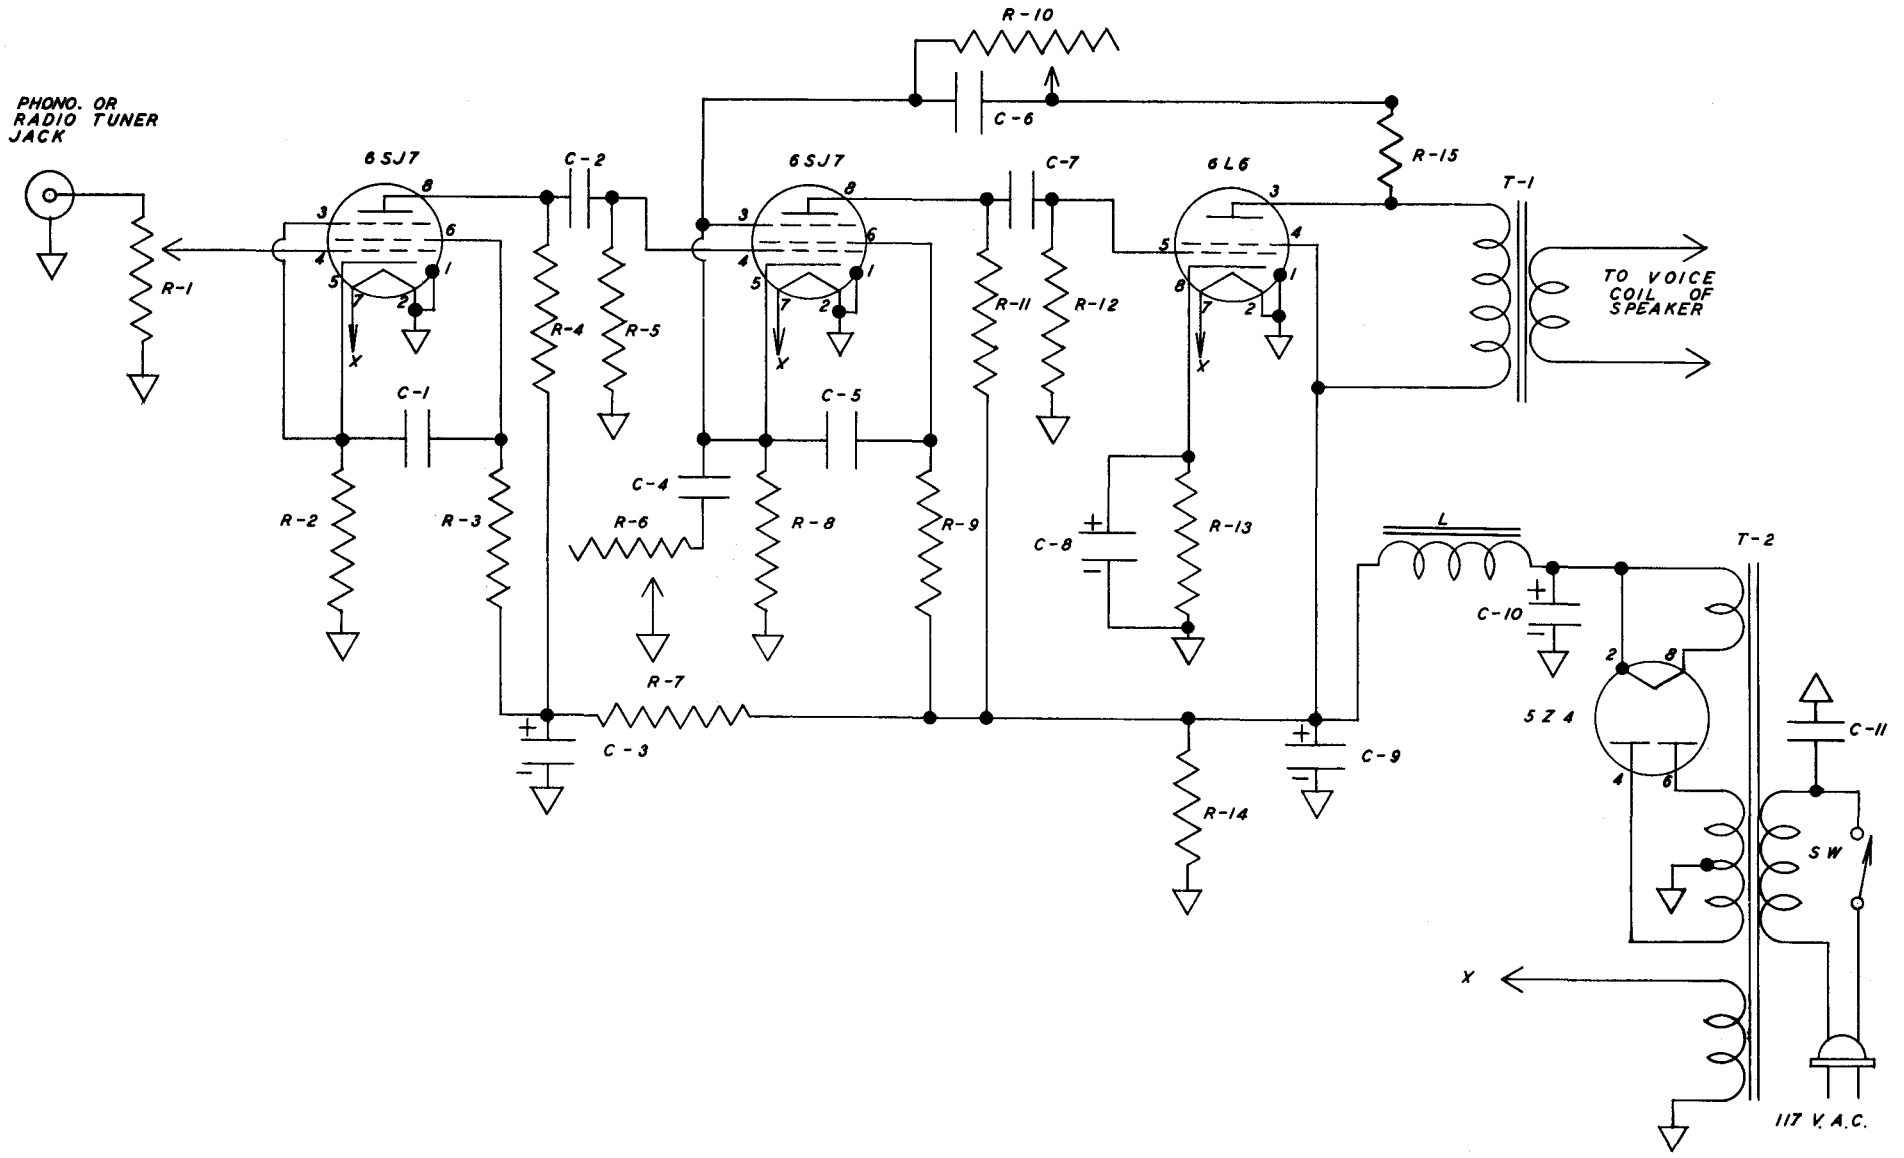 R-10
PHONO. OR
RADIO TUNER
JACK
C-6
6SJ7
C-2
6SJ7
C-7
6L6
R-15
T-1
8
3
6
4
5
7
2
1
X
R-1
R-4
R-5
8
3
6
4
5
7
2
1
X
R-11
R-12
3
4
5
8
7
2
1
X
TO VOICE
COIL OF
SPEAKER
C-1
C-5
R-2
R-3
C-4
R-6
R-8
R-9
+
C-8
-
R-13
L
T-2
+
C-10
-
R-7
2
8
5Z4
4
6
C-11
+
C-3
-
+
C-9
-
R-14
SW
X
117 V. A.C.